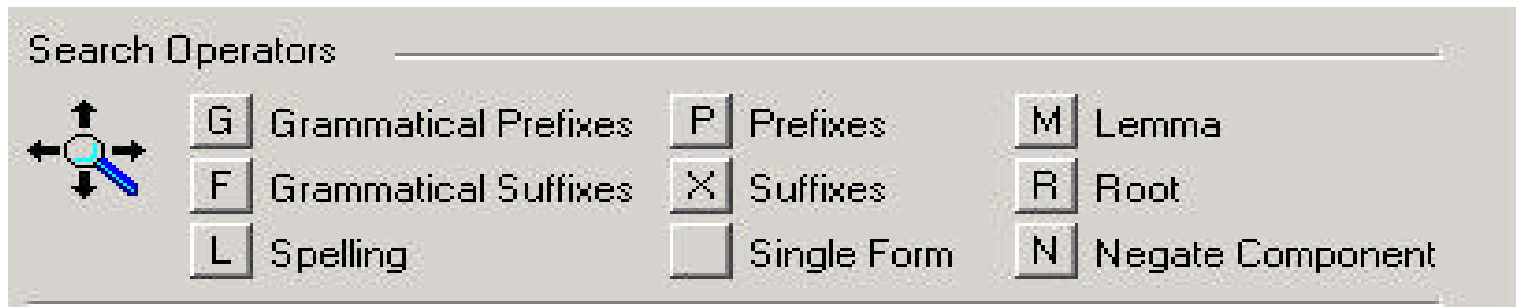 Search Operators
G Grammatical Prefixes P Prefixes M Lemma
F Grammatical Suffixes X Suffixes R Root
L Spelling Single Form N Negate Component